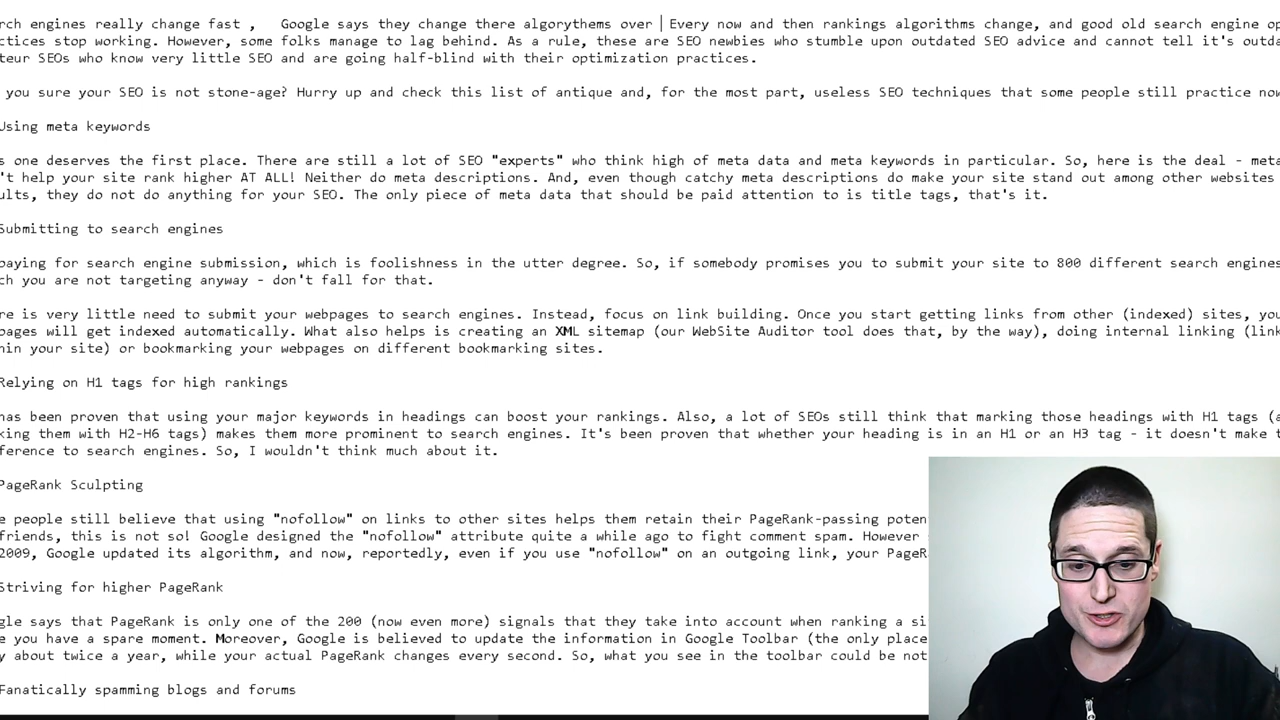 rch engines really change fast ,    Google says they change there algorythems over Every now and then rankings algorithms change, and good old search engine op
ctices stop working. However, some folks manage to lag behind. As a rule, these are SEO newbies who stumble upon outdated SEO advice and cannot tell it's outda
teur SEOs who know very little SEO and are going half-blind with their optimization practices.
you sure your SEO is not stone-age? Hurry up and check this list of antique and, for the most part, useless SEO techniques that some people still practice now
Using meta keywords
s one deserves the first place. There are still a lot of SEO "experts" who think high of meta data and meta keywords in particular. So, here is the deal - meta
't help your site rank higher AT ALL! Neither do meta descriptions. And, even though catchy meta descriptions do make your site stand out among other websites
ults, they do not do anything for your SEO. The only piece of meta data that should be paid attention to is title tags, that's it.
Submitting to search engines
paying for search engine submission, which is foolishness in the utter degree. So, if somebody promises you to submit your site to 800 different search engines
ch you are not targeting anyway - don't fall for that.
re is very little need to submit your webpages to search engines. Instead, focus on link building. Once you start getting links from other (indexed) sites, you
pages will get indexed automatically. What also helps is creating an XML sitemap (our WebSite Auditor tool does that, by the way), doing internal linking (link
hin your site) or bookmarking your webpages on different bookmarking sites.
Relying on H1 tags for high rankings
has been proven that using your major keywords in headings can boost your rankings. Also, a lot of SEOs still think that marking those headings with H1 tags (a
king them with H2-H6 tags) makes them more prominent to search engines. It's been proven that whether your heading is in an H1 or an H3 tag - it doesn't make t
ference to search engines. So, I wouldn't think much about it.
PageRank Sculpting
e people still believe that using "nofollow" on links to other sites helps them retain their PageRank-passing poten
friends, this is not so! Google designed the "nofollow" attribute quite a while ago to fight comment spam. However
2009, Google updated its algorithm, and now, reportedly, even if you use "nofollow" on an outgoing link, your PageR
Striving for higher PageRank
gle says that PageRank is only one of the 200 (now even more) signals that they take into account when ranking a si
e you have a spare moment. Moreover, Google is believed to update the information in Google Toolbar (the only place
y about twice a year, while your actual PageRank changes every second. So, what you see in the toolbar could be not
Fanatically spamming blogs and forums